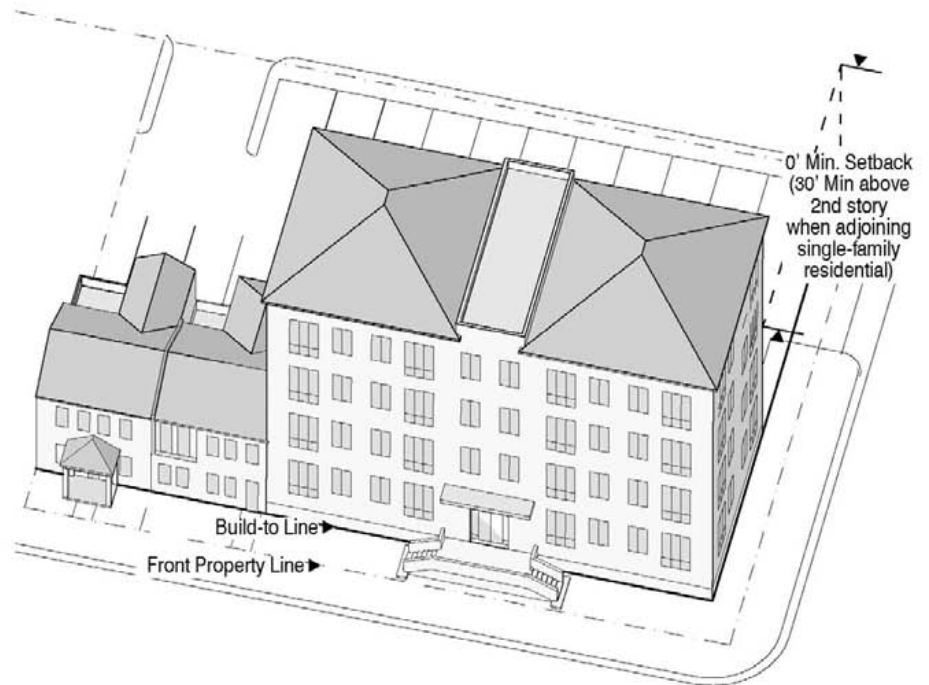 0' Min. Setback
(30' Min above
2nd story
when adjoining
single-family
residential)
Build-to Line
Front Property Line